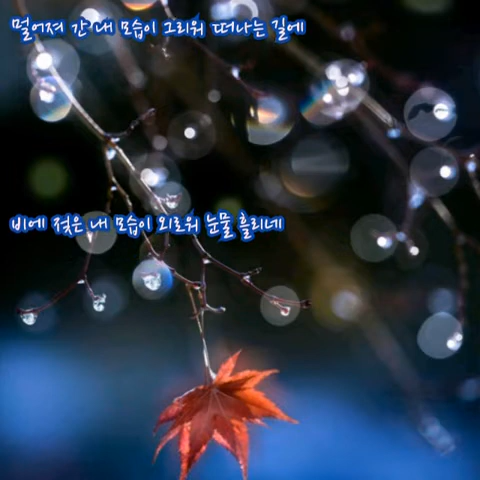 멀어져 간 내 모습이 그리워 떠나는 길에
비에 젖은 내 모습이 외로워 눈물 흘리네